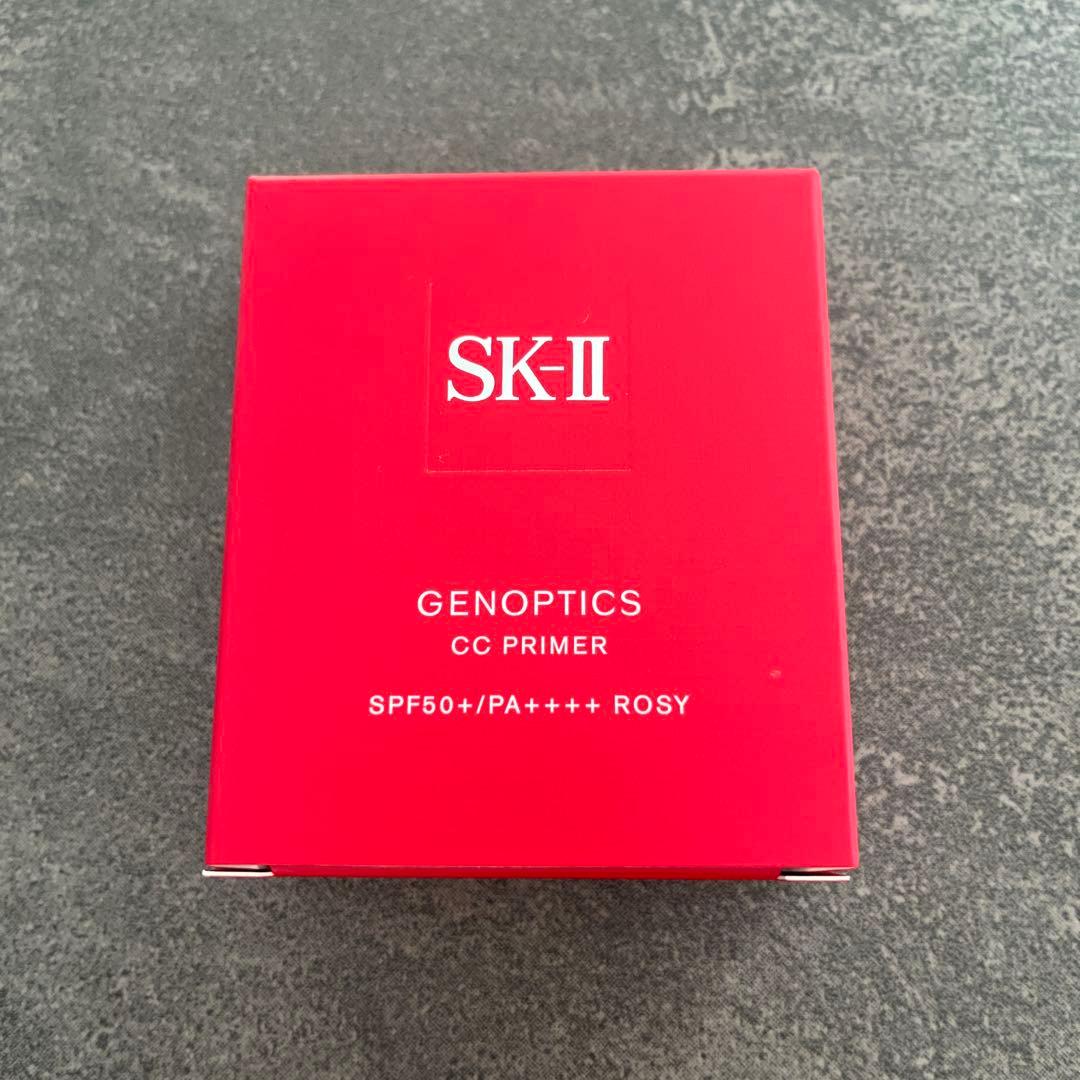 SK-II
GENOPTICS
CC PRIMER
SPF50+/PA++++ ROSY